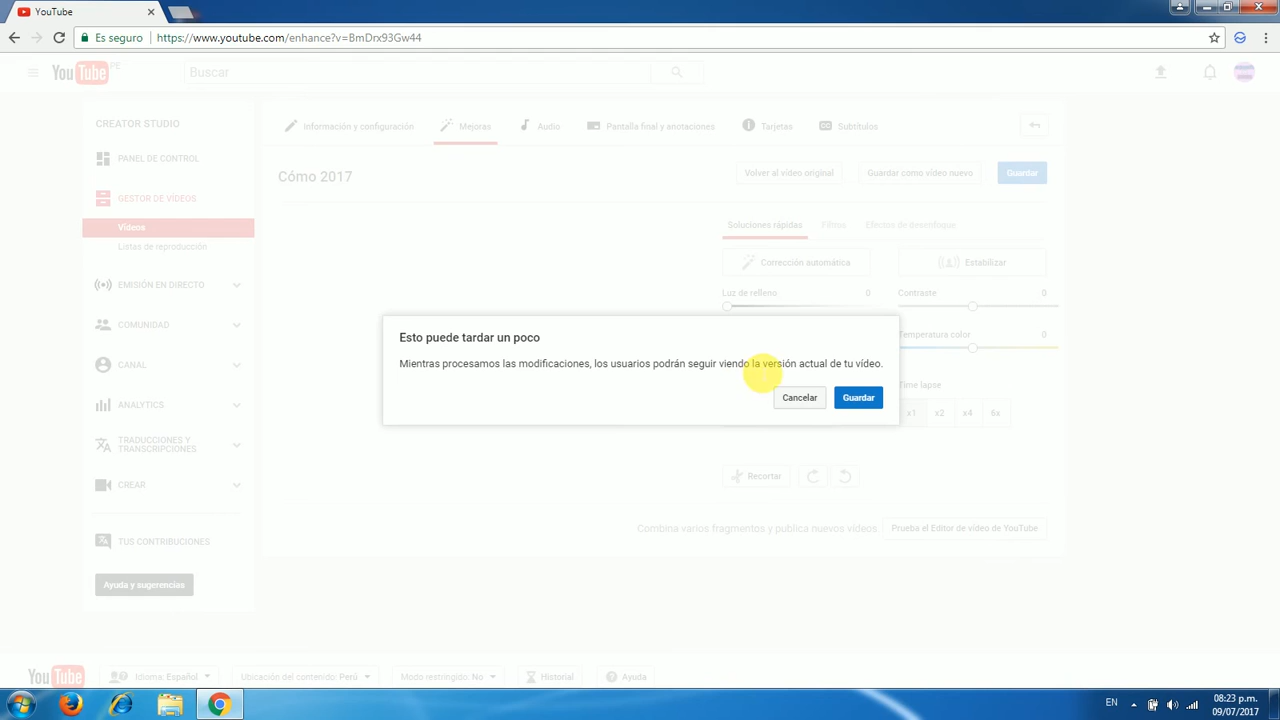 YouTube
Es seguro
https://www.youtube.com/enhance?v=BmDrx93Gw44
YouTube PE
Buscar
CREATOR STUDIO
PANEL DE CONTROL
GESTOR DE VÍDEOS
Vídeos
Listas de reproducción
EMISIÓN EN DIRECTO
COMUNIDAD
CANAL
ANALYTICS
TRADUCCIONES Y
TRANSCRIPCIONES
CREAR
TUS CONTRIBUCIONES
Ayuda y sugerencias
Información y configuración
Mejoras
Audio
Pantalla final y anotaciones
Tarjetas
CC Subtítulos
Cómo 2017
Volver al vídeo original
Guardar como vídeo nuevo
Guardar
Soluciones rápidas
Filtros
Efectos de desenfoque
Corrección automática
Estabilizar
Luz de relleno 0
Contraste 0
Temperatura color 0
Esto puede tardar un poco
Mientras procesamos las modificaciones, los usuarios podrán seguir viendo la versión actual de tu vídeo.
Cancelar
Guardar
Time lapse
x1 x2 x4 6x
Recortar
Combina varios fragmentos y publica nuevos vídeos
Prueba el Editor de vídeo de YouTube
YouTube
Idioma: Español
Ubicación del contenido: Perú
Modo restringido: No
Historial
Ayuda
EN
08:23 p.m.
09/07/2017